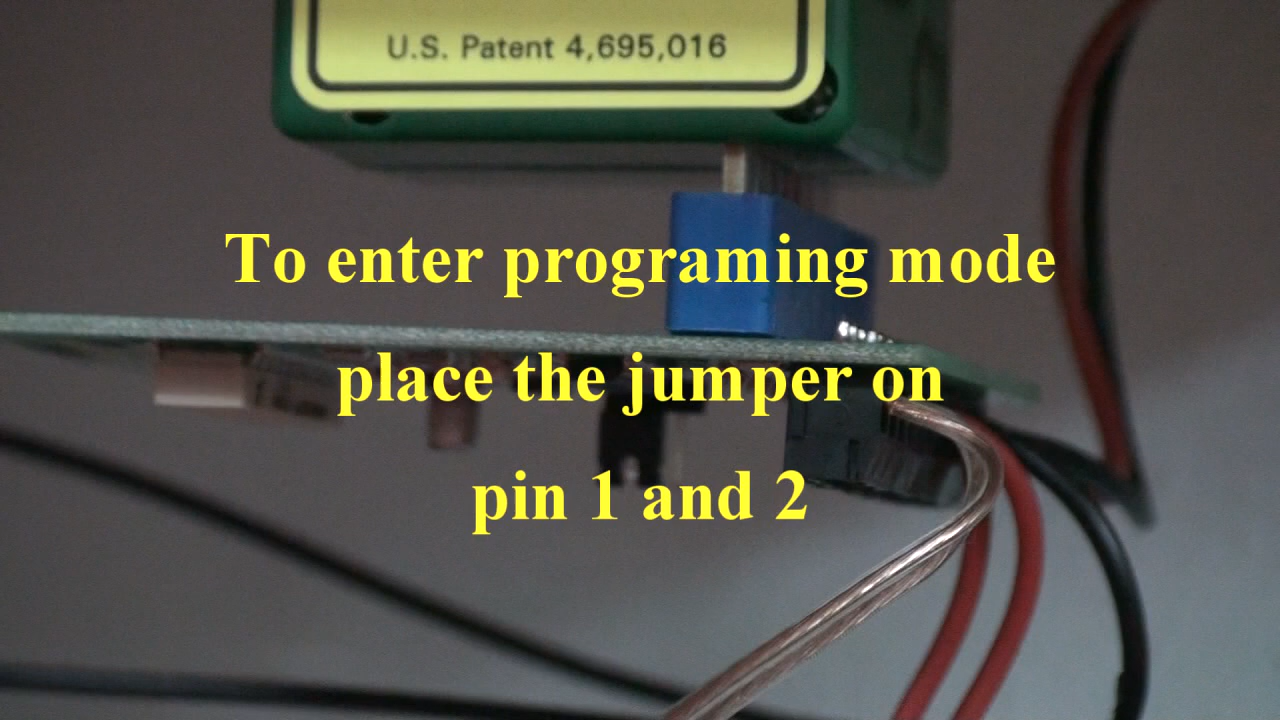 U.S. Patent 4,695,016
To enter programing mode
place the jumper on
pin 1 and 2